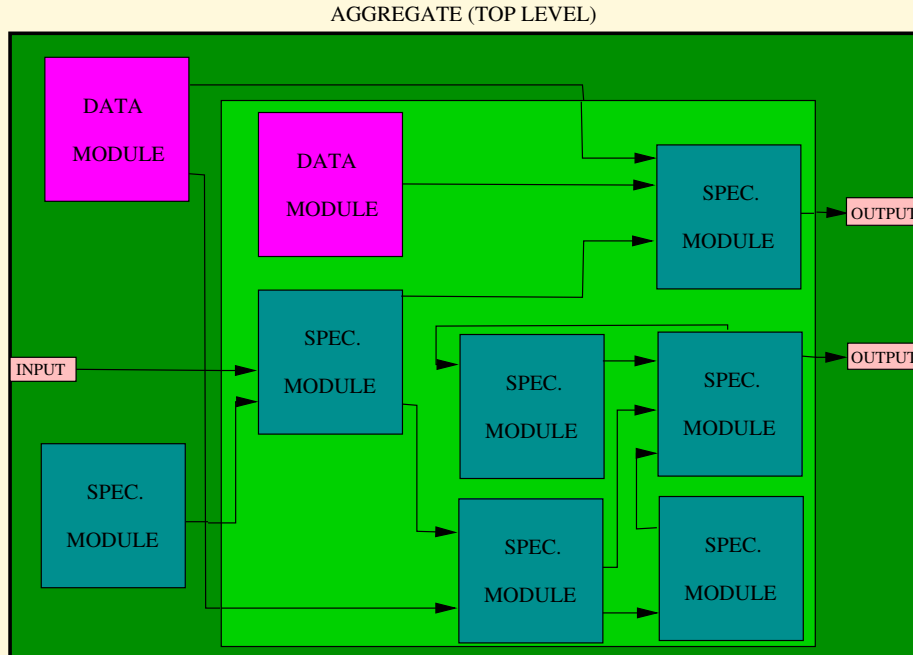 AGGREGATE (TOP LEVEL)
DATA
MODULE
DATA
MODULE
SPEC.
MODULE
OUTPUT
SPEC.
MODULE
INPUT
SPEC.
MODULE
SPEC.
MODULE
OUTPUT
SPEC.
MODULE
SPEC.
MODULE
SPEC.
MODULE